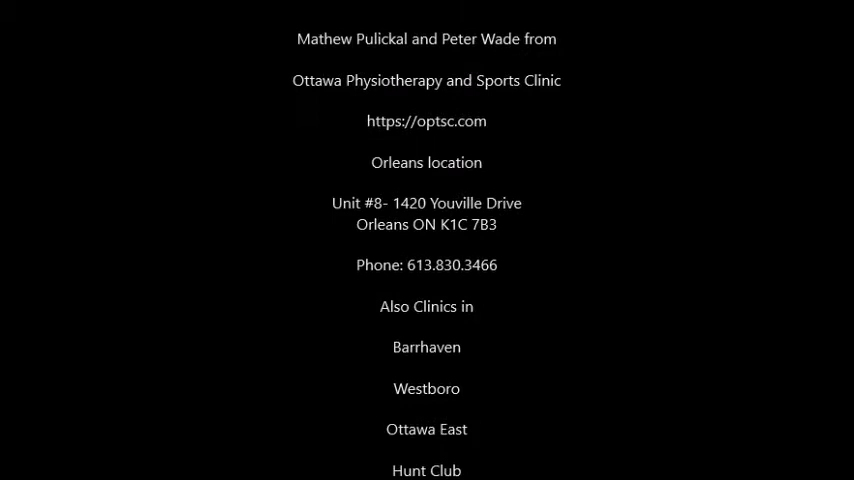 Mathew Pulickal and Peter Wade from
Ottawa Physiotherapy and Sports Clinic
https://optsc.com
Orleans location
Unit #8- 1420 Youville Drive
Orleans ON K1C 7B3
Phone: 613.830.3466
Also Clinics in
Barrhaven
Westboro
Ottawa East
Hunt Club